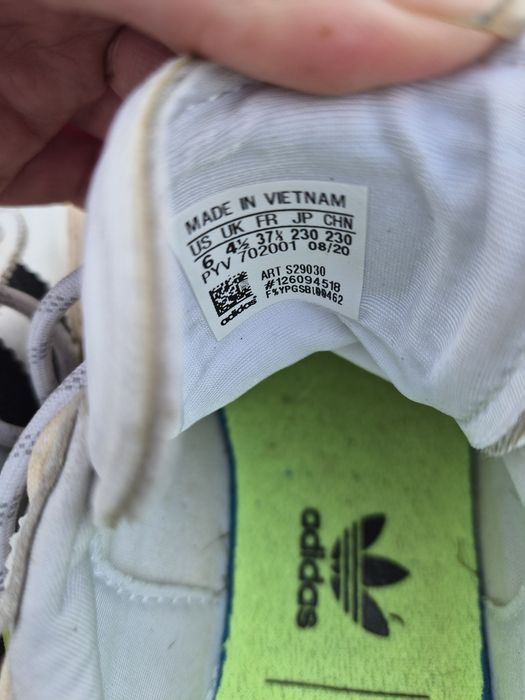 MADE IN VIETNAM
US UK FR JP CHN
6 4½ 37⅓ 230 230
PYV 702001 08/20
ART S29030
#126094518
F%YPGSBL00462
adidas
adidas